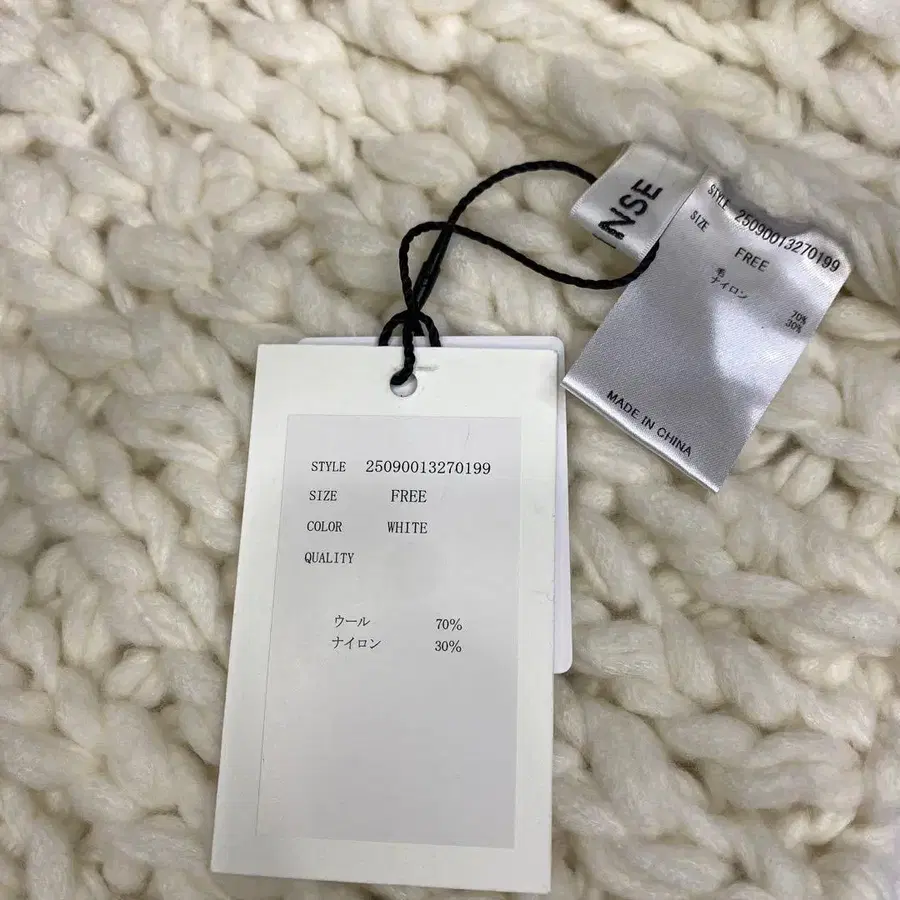 STYLE 25090013270199
SIZE FREE
COLOR WHITE
QUALITY
ウール 70%
ナイロン 30%
NSE
STYLE 25090013270199
SIZE FREE
毛 70%
ナイロン 30%
MADE IN CHINA